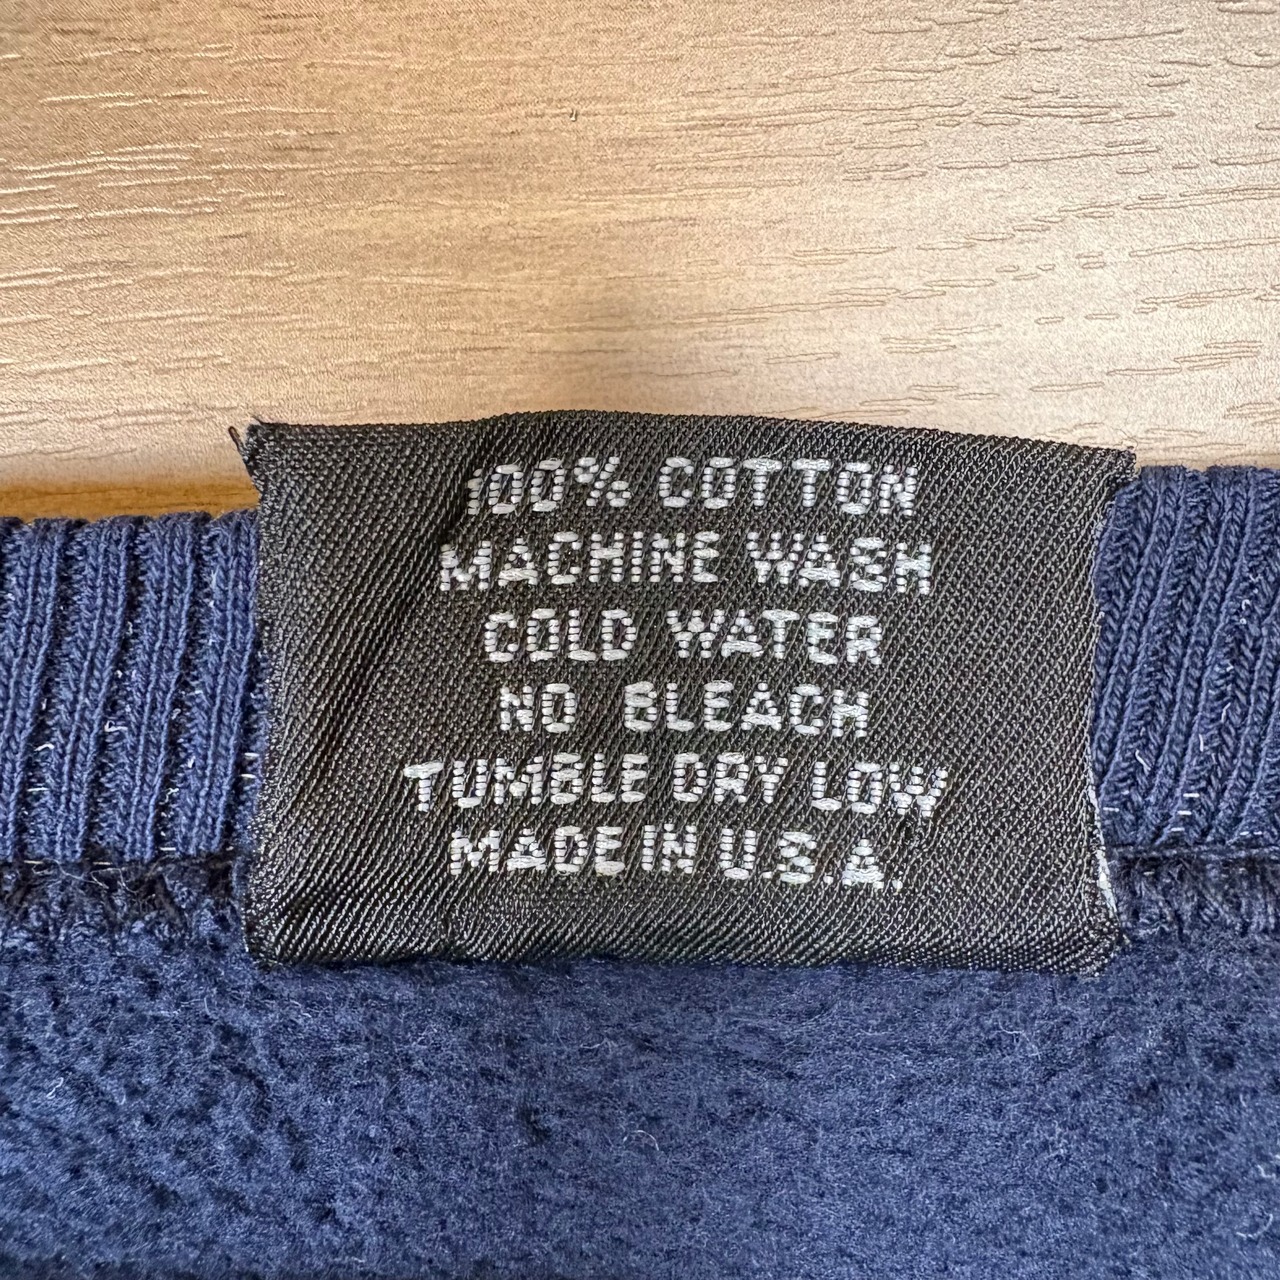 100% COTTON
MACHINE WASH
COLD WATER
NO BLEACH
TUMBLE DRY LOW
MADE IN U.S.A.